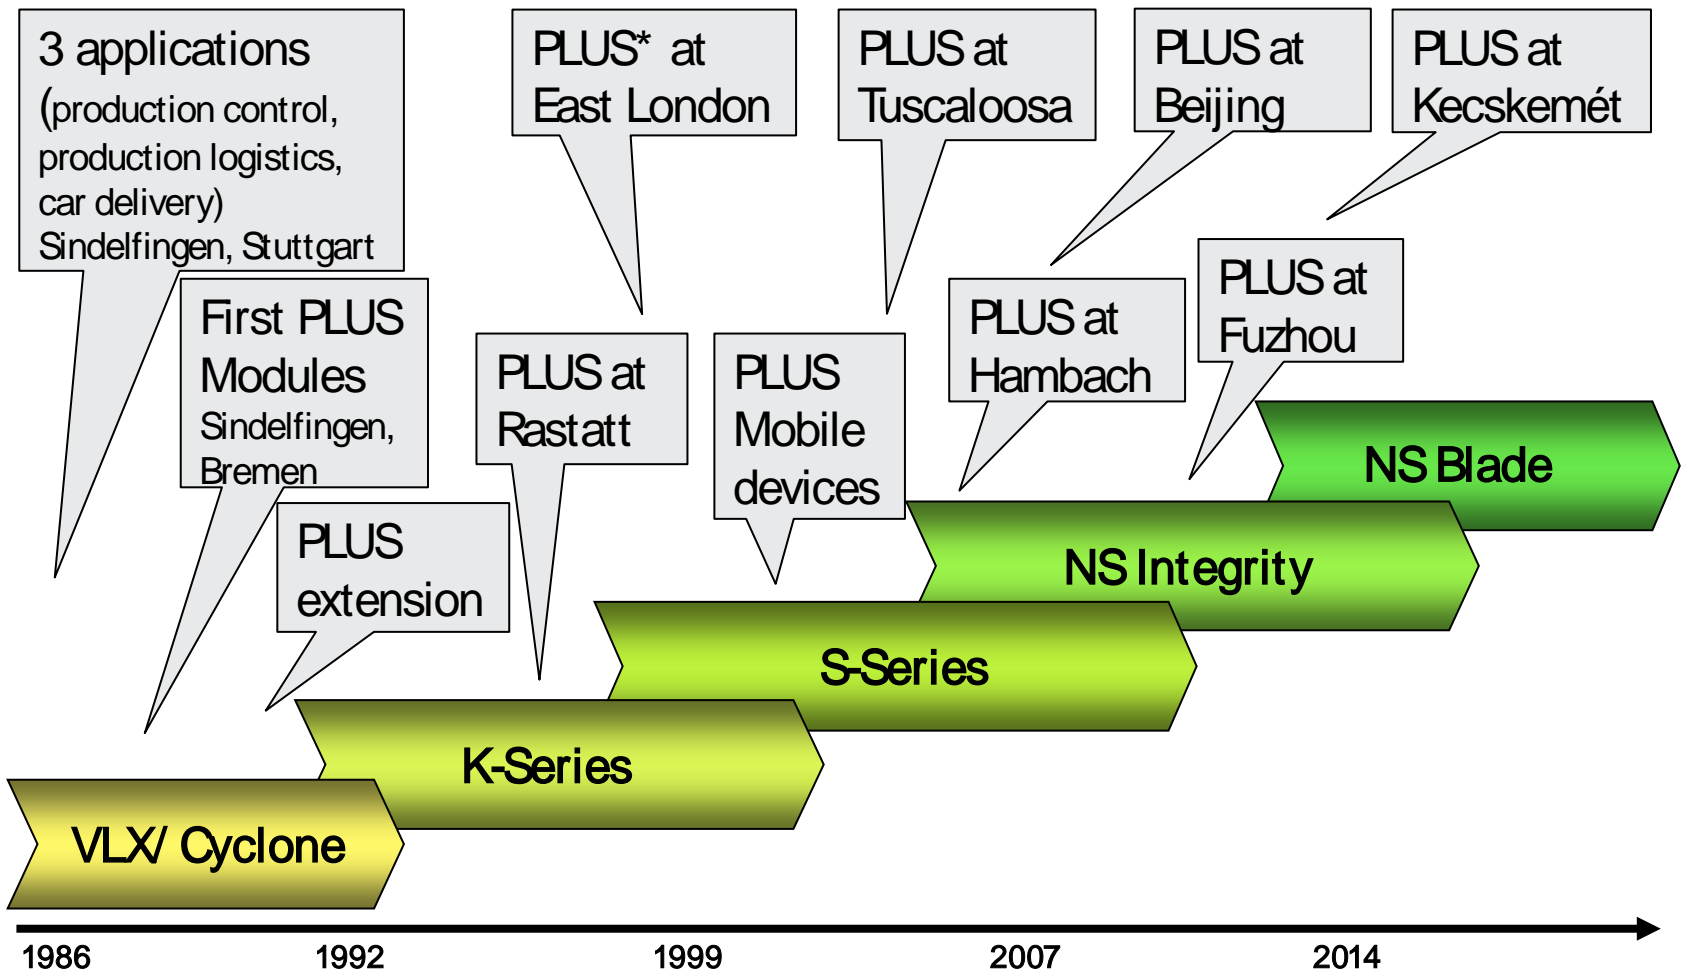 3 applications
(production control,
production logistics,
car delivery)
Sindelfingen, Stuttgart
PLUS* at
East London
PLUS at
Tuscaloosa
PLUS at
Beijing
PLUS at
Kecskemét
First PLUS
Modules
Sindelfingen,
Bremen
PLUS
extension
PLUS at
Rastatt
PLUS
Mobile
devices
PLUS at
Hambach
PLUS at
Fuzhou
NS Blade
NS Integrity
S-Series
K-Series
VLX/ Cyclone
1986 1992 1999 2007 2014